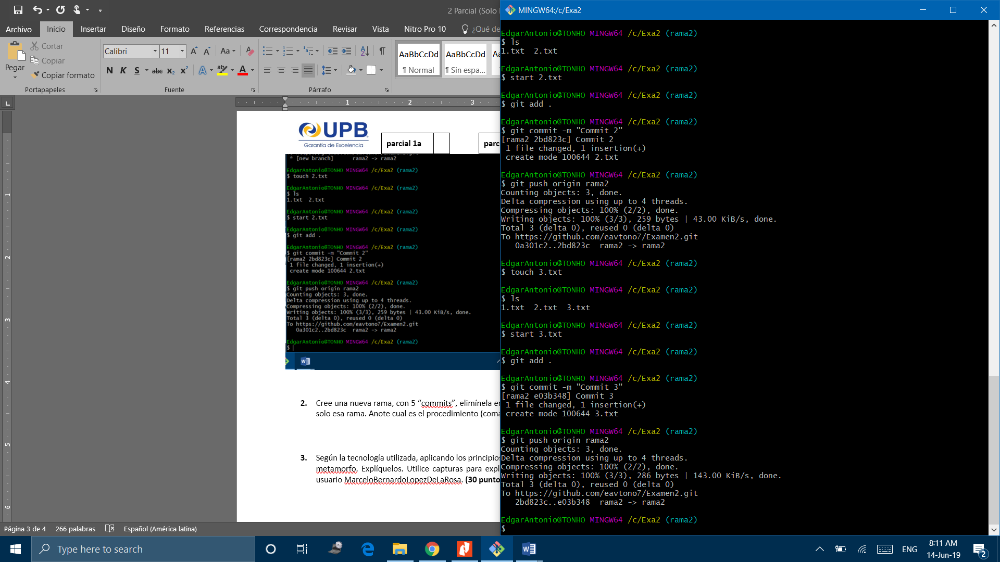 2 Parcial (Solo
Archivo Inicio Insertar Diseño Formato Referencias Correspondencia Revisar Vista Nitro Pro 10 ¿Qué de
Pegar
Cortar
Copiar
Copiar formato
Portapapeles
Calibri 11
Aa
N K S abc x₂ x² A ab A
Fuente
Párrafo
AaBbCcDd AaBbCcDd
¶ Normal ¶ Sin espa...
L
1 2 3
UPB
Garantía de Excelencia
parcial 1a
* [new branch] rama2 -> rama2
EdgarAntonio@TONHO MINGW64 /c/Exa2 (rama2)
$ touch 2.txt
EdgarAntonio@TONHO MINGW64 /c/Exa2 (rama2)
$ ls
1.txt 2.txt
EdgarAntonio@TONHO MINGW64 /c/Exa2 (rama2)
$ start 2.txt
EdgarAntonio@TONHO MINGW64 /c/Exa2 (rama2)
$ git add .
EdgarAntonio@TONHO MINGW64 /c/Exa2 (rama2)
$ git commit -m "Commit 2"
[rama2 2bd823c] Commit 2
1 file changed, 1 insertion(+)
create mode 100644 2.txt
EdgarAntonio@TONHO MINGW64 /c/Exa2 (rama2)
$ git push origin rama2
Counting objects: 3, done.
Delta compression using up to 4 threads.
Compressing objects: 100% (2/2), done.
Writing objects: 100% (3/3), 259 bytes | 43.00 KiB/s, done.
Total 3 (delta 0), reused 0 (delta 0)
To https://github.com/eavtono7/Examen2.git
0a301c2..2bd823c rama2 -> rama2
EdgarAntonio@TONHO MINGW64 /c/Exa2 (rama2)
$
2. Cree una nueva rama, con 5 “commits”, elimínela
solo esa rama. Anote cual es el procedimiento
3. Según la tecnología utilizada, aplicando los principio
metamorfo. Explíquelos. Utilice capturas para expl
usuario MarceloBernardoLopezDeLaRosa. (30 punto
1
2
3
4
5
6
Página 3 de 4 266 palabras Español (América latina)
MINGW64:/c/Exa2
EdgarAntonio@TONHO MINGW64 /c/Exa2 (rama2)
$ ls
1.txt 2.txt
EdgarAntonio@TONHO MINGW64 /c/Exa2 (rama2)
$ start 2.txt
EdgarAntonio@TONHO MINGW64 /c/Exa2 (rama2)
$ git add .
EdgarAntonio@TONHO MINGW64 /c/Exa2 (rama2)
$ git commit -m "Commit 2"
[rama2 2bd823c] Commit 2
1 file changed, 1 insertion(+)
create mode 100644 2.txt
EdgarAntonio@TONHO MINGW64 /c/Exa2 (rama2)
$ git push origin rama2
Counting objects: 3, done.
Delta compression using up to 4 threads.
Compressing objects: 100% (2/2), done.
Writing objects: 100% (3/3), 259 bytes | 43.00 KiB/s, done.
Total 3 (delta 0), reused 0 (delta 0)
To https://github.com/eavtono7/Examen2.git
0a301c2..2bd823c rama2 -> rama2
EdgarAntonio@TONHO MINGW64 /c/Exa2 (rama2)
$ touch 3.txt
EdgarAntonio@TONHO MINGW64 /c/Exa2 (rama2)
$ ls
1.txt 2.txt 3.txt
EdgarAntonio@TONHO MINGW64 /c/Exa2 (rama2)
$ start 3.txt
EdgarAntonio@TONHO MINGW64 /c/Exa2 (rama2)
$ git add .
EdgarAntonio@TONHO MINGW64 /c/Exa2 (rama2)
$ git commit -m "Commit 3"
[rama2 e03b348] Commit 3
1 file changed, 1 insertion(+)
create mode 100644 3.txt
EdgarAntonio@TONHO MINGW64 /c/Exa2 (rama2)
$ git push origin rama2
Counting objects: 3, done.
Delta compression using up to 4 threads.
Compressing objects: 100% (2/2), done.
Writing objects: 100% (3/3), 286 bytes | 143.00 KiB/s, done.
Total 3 (delta 0), reused 0 (delta 0)
To https://github.com/eavtono7/Examen2.git
2bd823c..e03b348 rama2 -> rama2
EdgarAntonio@TONHO MINGW64 /c/Exa2 (rama2)
$
Type here to search
ENG
8:11 AM
14-Jun-19
2